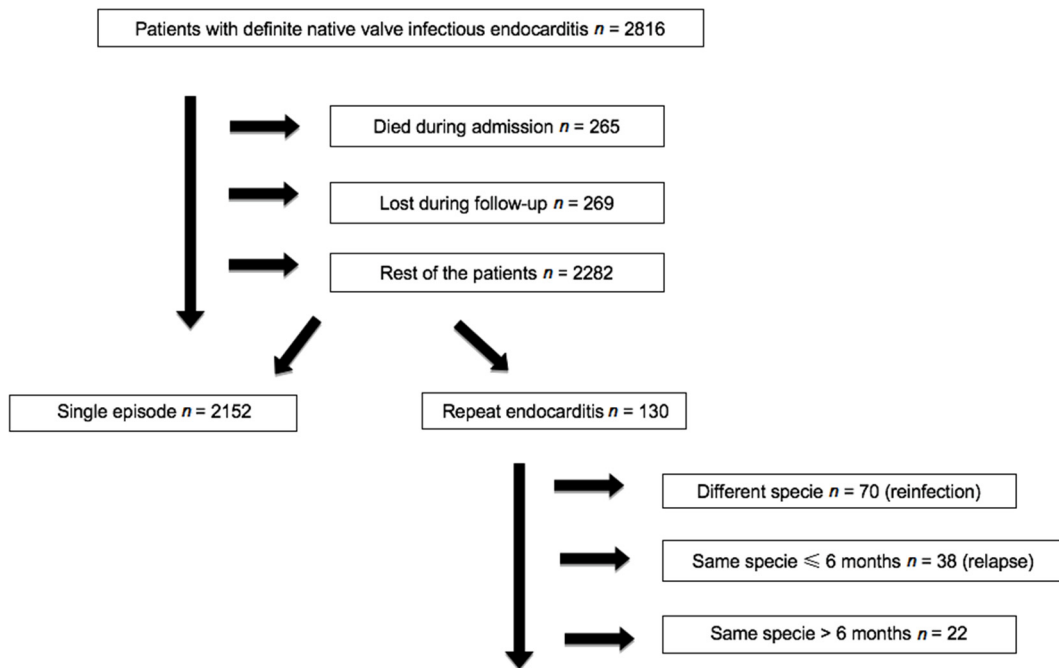 Patients with definite native valve infectious endocarditis n = 2816
Died during admission n = 265
Lost during follow-up n = 269
Rest of the patients n = 2282
Single episode n = 2152
Repeat endocarditis n = 130
Different specie n = 70 (reinfection)
Same specie ⩽ 6 months n = 38 (relapse)
Same specie > 6 months n = 22